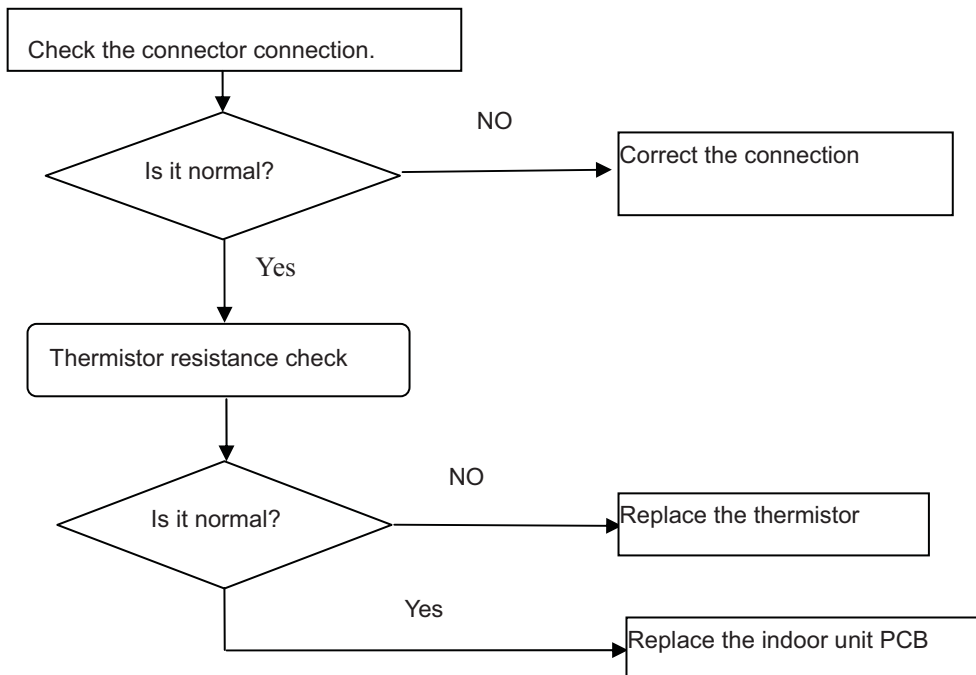 Check the connector connection.
NO
Is it normal?
Correct the connection
Yes
Thermistor resistance check
NO
Is it normal?
Replace the thermistor
Yes
Replace the indoor unit PCB